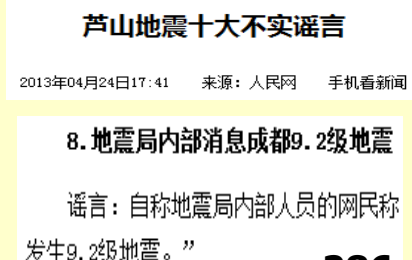 芦山地震十大不实谣言
2013年04月24日17:41 来源：人民网 手机看新闻
8.地震局内部消息成都9.2级地震
谣言：自称地震局内部人员的网民称
发生9.2级地震。”